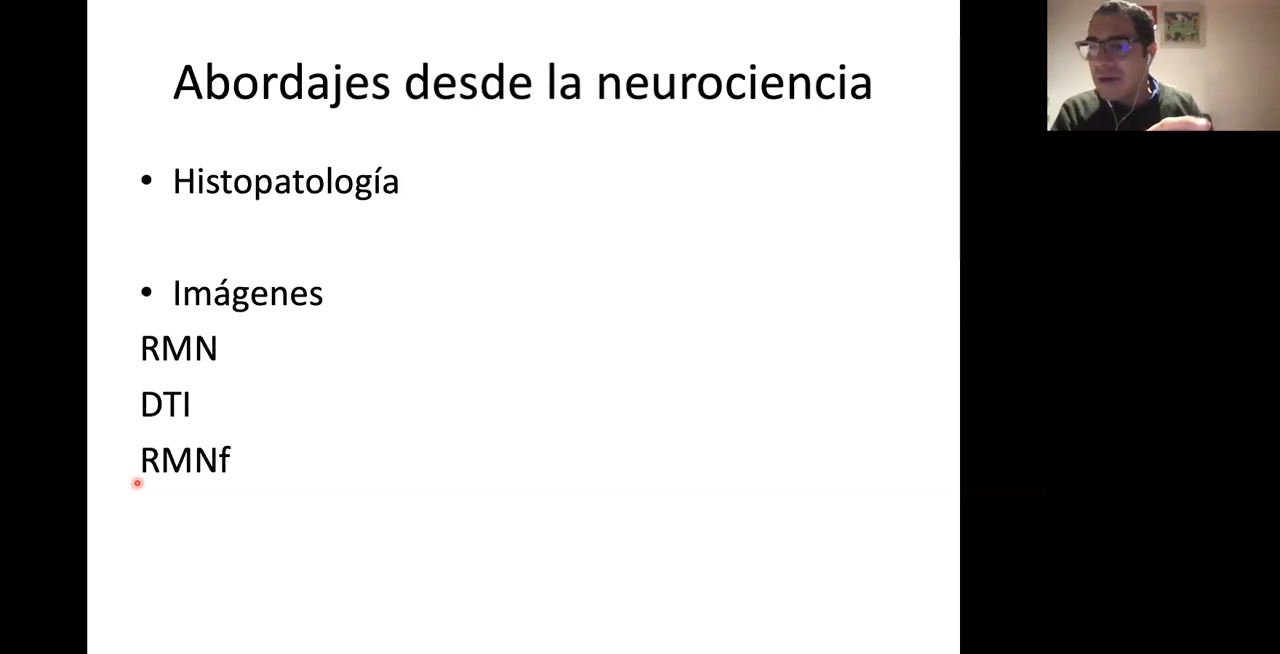 Abordajes desde la neurociencia
• Histopatología
• Imágenes
RMN
DTI
RMNf